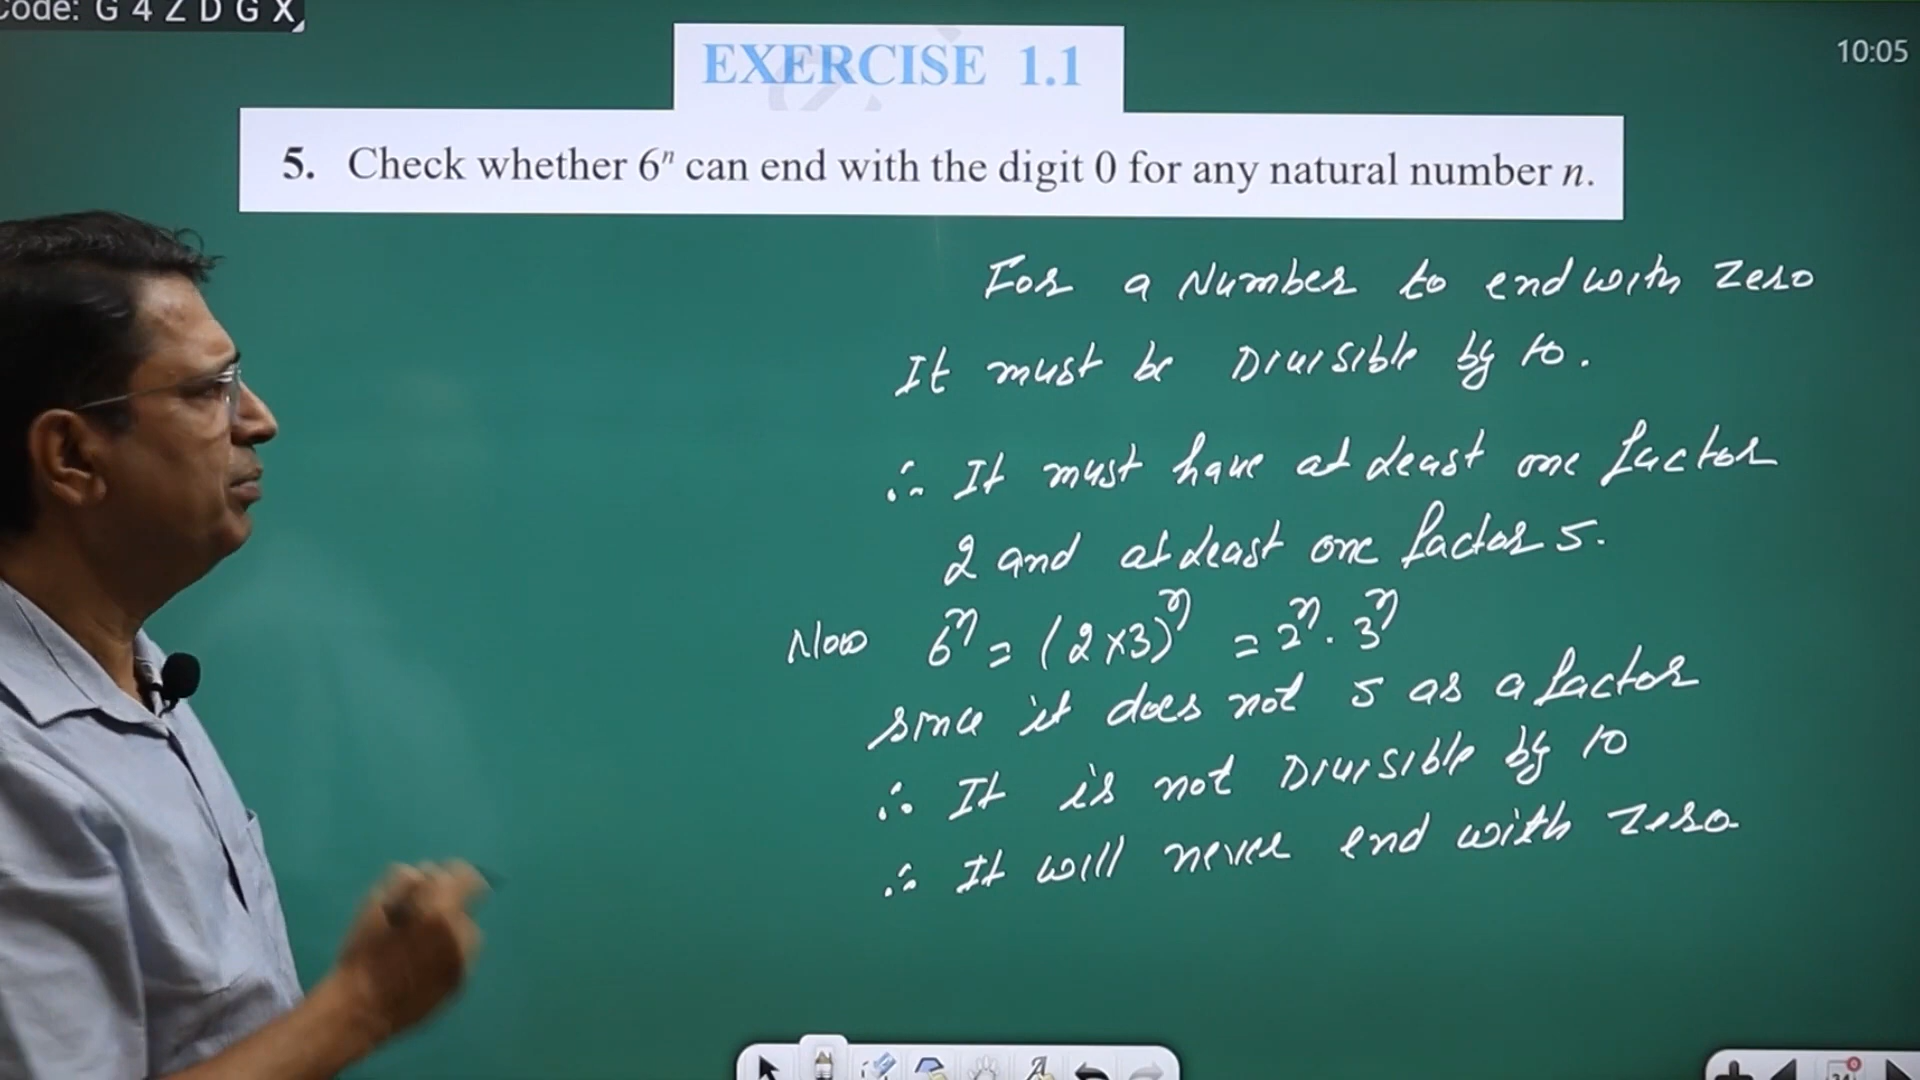 Code: G 4 Z D G X
10:05
EXERCISE 1.1
5. Check whether 6ⁿ can end with the digit 0 for any natural number n.
For a Number to end with zero
It must be Divisible by 10.
∴ It must have at least one factor
2 and at least one factor 5.
Now 6ⁿ = (2×3)ⁿ = 2ⁿ · 3ⁿ
since it does not 5 as a factor
∴ It is not Divisible by 10
∴ It will never end with zero